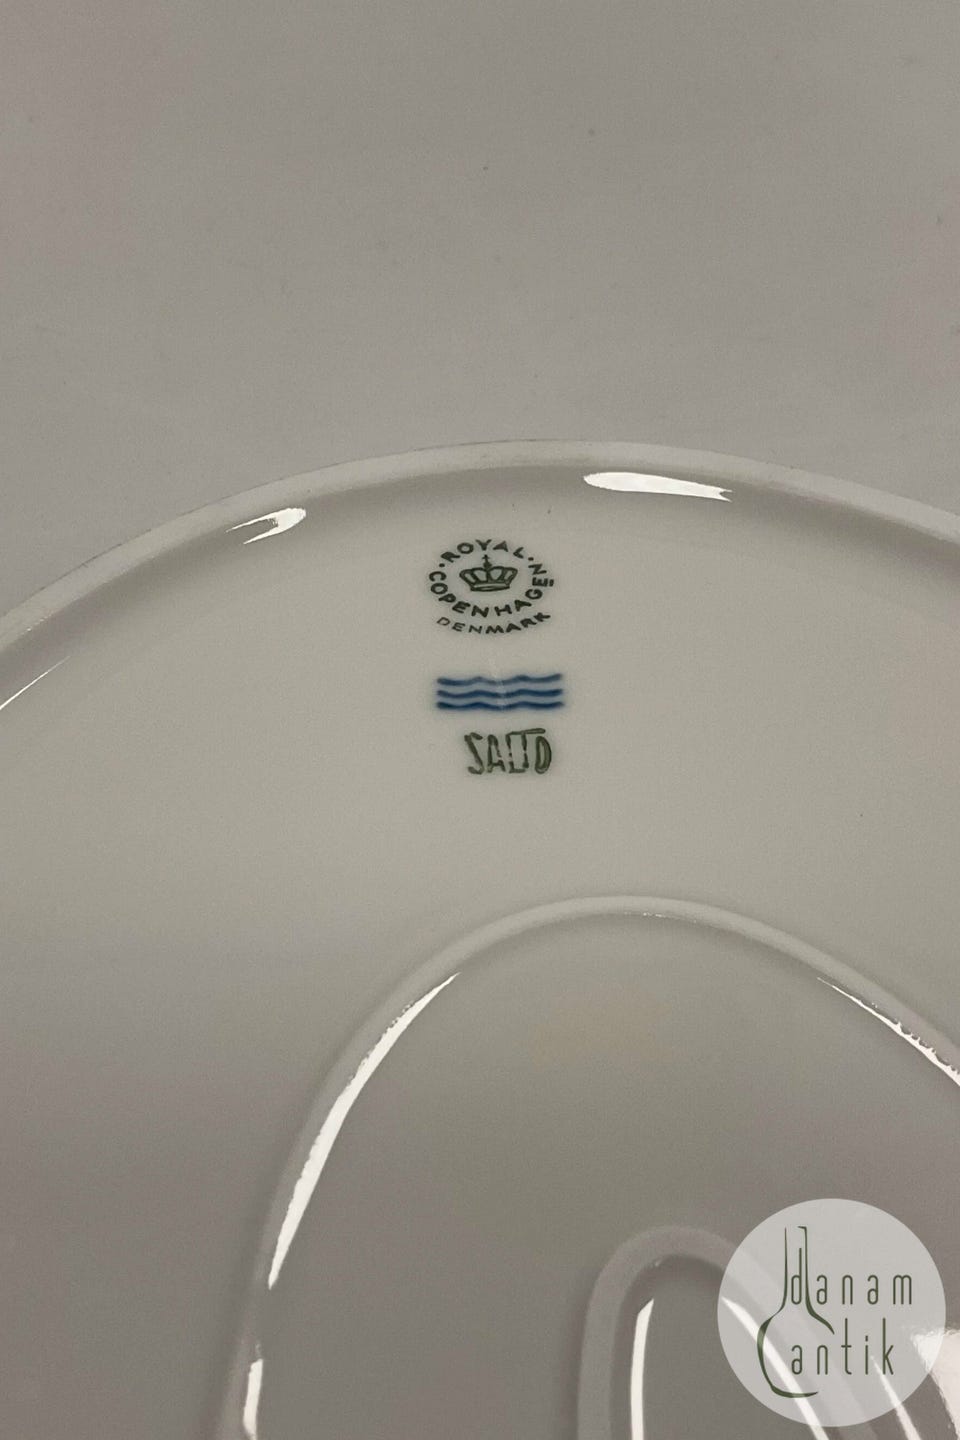 ROYAL
COPENHAGEN
DENMARK
SALTO
danam
antik